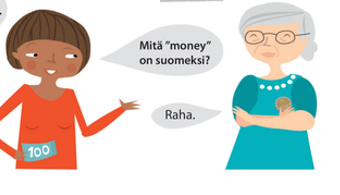 Mitä "money"
on suomeksi?
Raha.
100